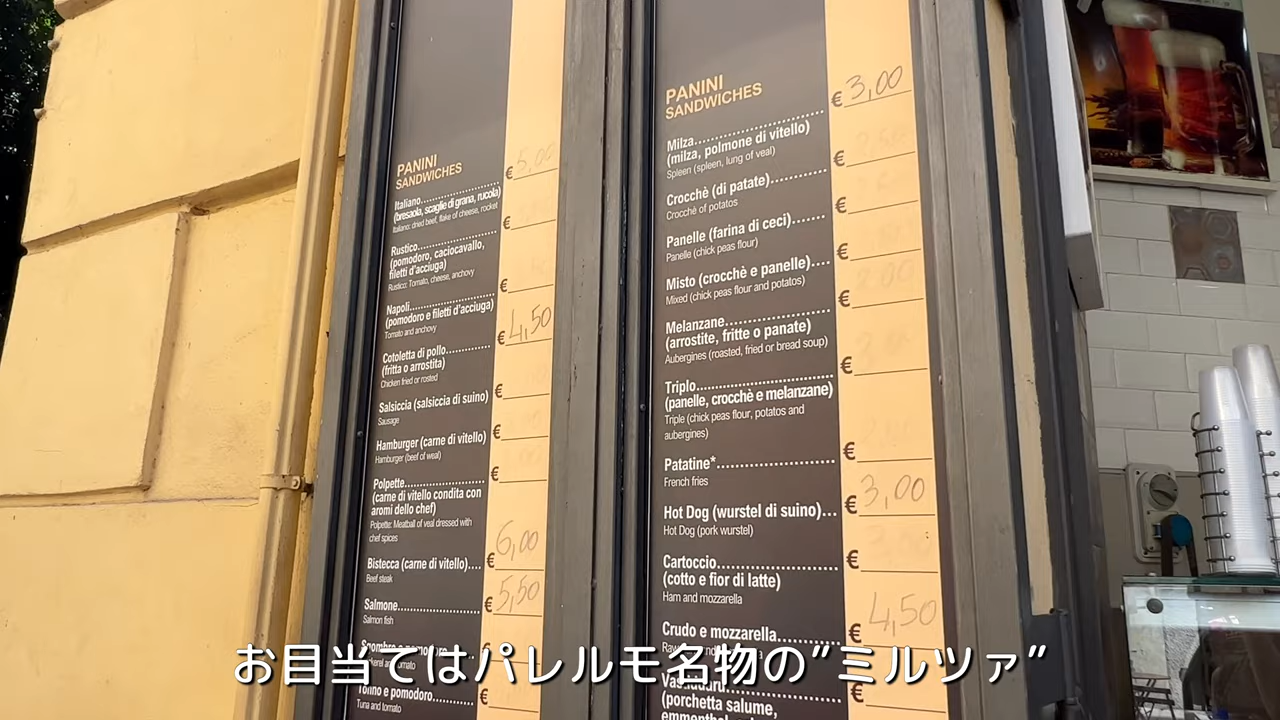 PANINI
SANDWICHES
€ 5,00
Italiano
(bresaola, scaglie di grana, rucola)
Italiano: dried beef, flake of cheese, rocket
€
Rustico
(pomodoro, caciocavallo,
filetti d'acciuga)
Rustico: Tomato, cheese, anchovy
€
Napoli
(pomodoro e filetti d'acciuga)
Tomato and anchovy
€ 4,50
Cotoletta di pollo
(fritta o arrostita)
Chicken fried or rosted
€
Salsiccia (salsiccia di suino)
Sausage
€
Hamburger (carne di vitello)
Hamburger (beef of weal)
€
Polpette
(carne di vitello condita con
aromi dello chef)
Polpette: Meatball of veal dressed with
chef spices
€ 6,00
Bistecca (carne di vitello)....
Beef steak
€ 5,50
Salmone
Salmon fish
Tonno e pomodoro
Tuna and tomato
€
PANINI
SANDWICHES
€ 3,00
Milza
(milza, polmone di vitello)
Spleen (spleen, lung of veal)
€
Crocchè (di patate)
Crocchè of potatoes
€
Panelle (farina di ceci)
Panelle (chick peas flour)
€
Misto (crocchè e panelle)....
Mixed (chick peas flour and potatoes)
€
Melanzane
(arrostite, fritte o panate)
Aubergines (roasted, fried or bread soup)
€
Triplo
(panelle, crocchè e melanzane)
Triple (chick peas flour, potatoes and
aubergines)
€
Patatine*
French fries
€ 3,00
Hot Dog (wurstel di suino)...
Hot Dog (pork wurstel)
€
Cartoccio
(cotto e fior di latte)
Ham and mozzarella
€ 4,50
Crudo e mozzarella
€
(porchetta salume,
お目当てはパレルモ名物の”ミルツァ”